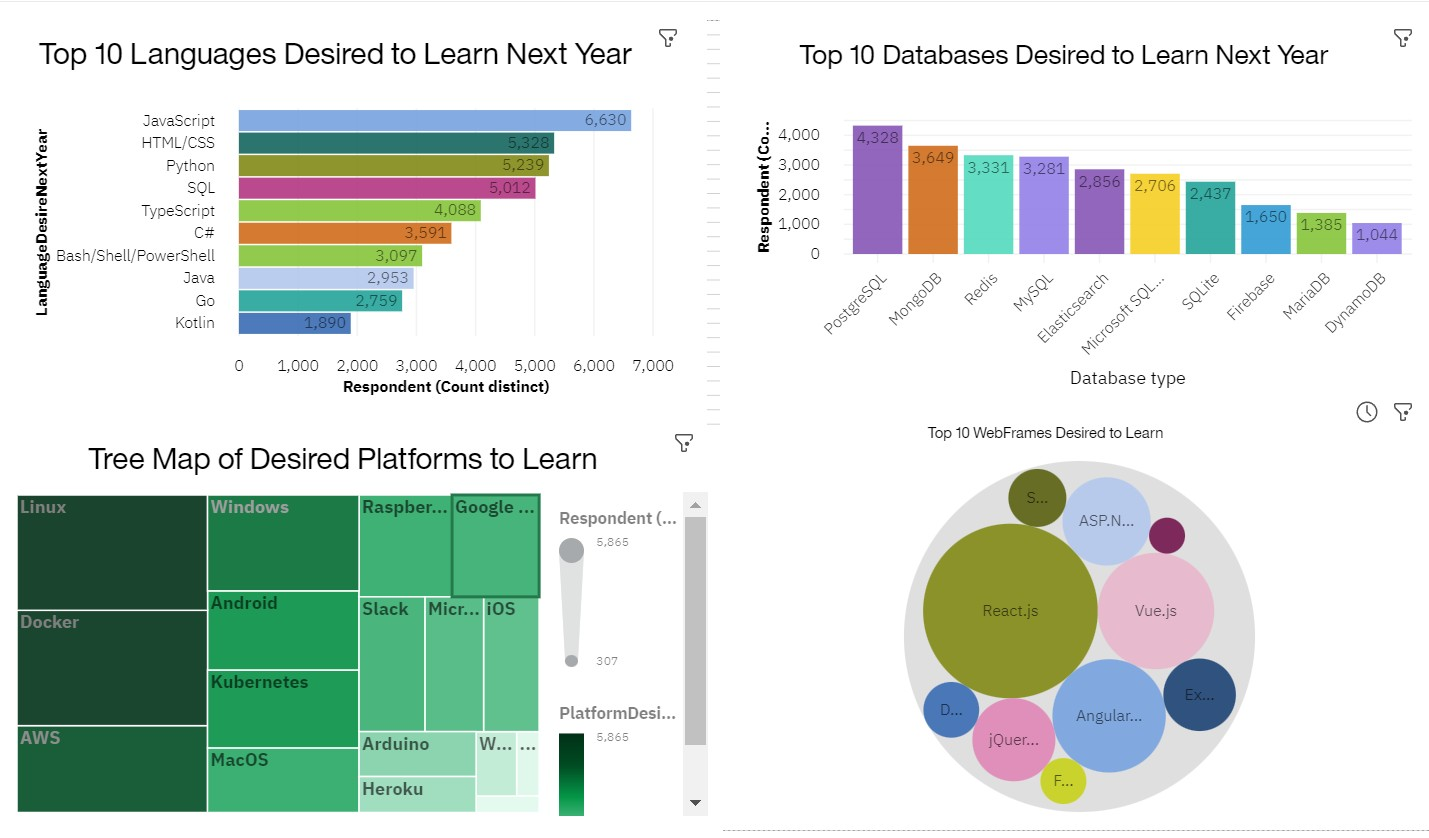 Top 10 Languages Desired to Learn Next Year
LanguageDesireNextYear
JavaScript 6,630
HTML/CSS 5,328
Python 5,239
SQL 5,012
TypeScript 4,088
C# 3,591
Bash/Shell/PowerShell 3,097
Java 2,953
Go 2,759
Kotlin 1,890
0 1,000 2,000 3,000 4,000 5,000 6,000 7,000
Respondent (Count distinct)
Top 10 Databases Desired to Learn Next Year
Respondent (Co...
4,000
3,000
2,000
1,000
0
4,328 3,649 3,331 3,281 2,856 2,706 2,437 1,650 1,385 1,044
PostgreSQL MongoDB Redis MySQL Elasticsearch Microsoft SQL... SQLite Firebase MariaDB DynamoDB
Database type
Tree Map of Desired Platforms to Learn
Linux
Docker
AWS
Windows
Android
Kubernetes
MacOS
Raspber...
Google ...
Slack
Micr...
iOS
Arduino
Heroku
W...
...
Respondent (...
5,865
307
PlatformDesi...
5,865
Top 10 WebFrames Desired to Learn
S...
ASP.N...
React.js
Vue.js
D...
jQuer...
Angular...
Ex...
F...